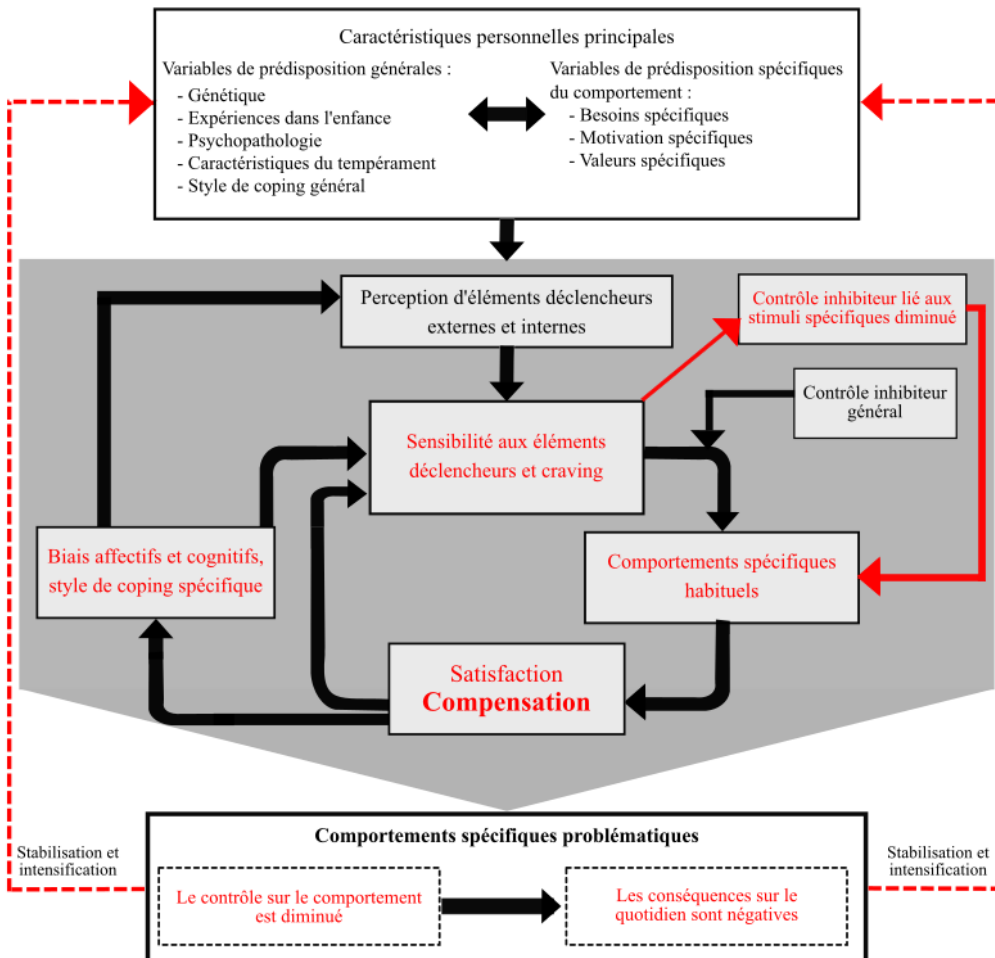 Caractéristiques personnelles principales
Variables de prédisposition générales :
- Génétique
- Expériences dans l'enfance
- Psychopathologie
- Caractéristiques du tempérament
- Style de coping général
Variables de prédisposition spécifiques
du comportement :
- Besoins spécifiques
- Motivation spécifiques
- Valeurs spécifiques
Perception d'éléments déclencheurs
externes et internes
Contrôle inhibiteur lié aux
stimuli spécifiques diminué
Contrôle inhibiteur
général
Sensibilité aux éléments
déclencheurs et craving
Biais affectifs et cognitifs,
style de coping spécifique
Comportements spécifiques
habituels
Satisfaction
Compensation
Comportements spécifiques problématiques
Stabilisation et
intensification
Le contrôle sur le comportement
est diminué
Les conséquences sur le
quotidien sont négatives
Stabilisation et
intensification